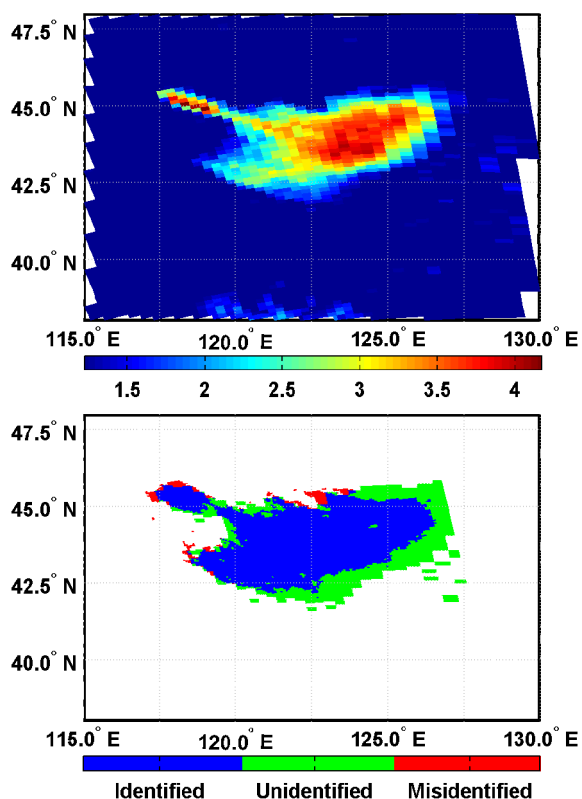 47.5° N
45.0° N
42.5° N
40.0° N
115.0° E 120.0° E 125.0° E 130.0° E
1.5 2 2.5 3 3.5 4
47.5° N
45.0° N
42.5° N
40.0° N
115.0° E 120.0° E 125.0° E 130.0° E
Identified Unidentified Misidentified